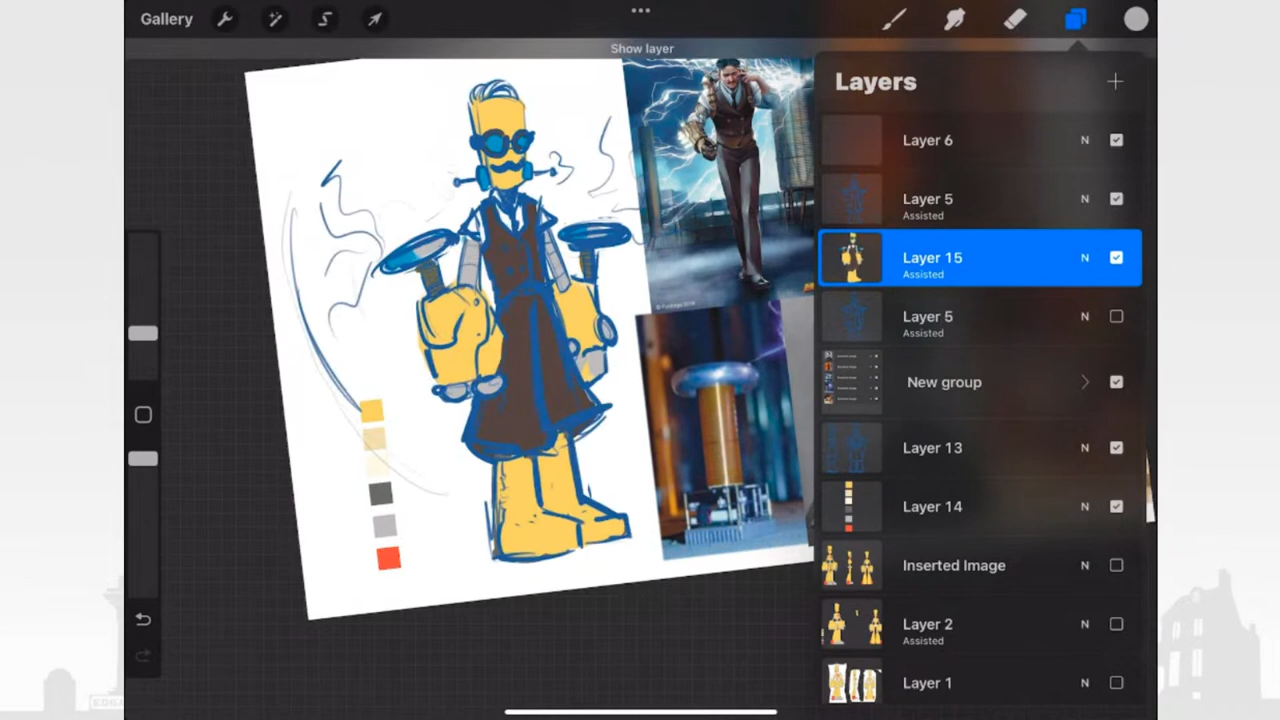 Gallery
Show layer
Layers
Layer 6 N
Layer 5 N
Assisted
Layer 15 N
Assisted
Layer 5 N
Assisted
New group
Layer 13 N
Layer 14 N
Inserted Image N
Layer 2 N
Assisted
Layer 1 N